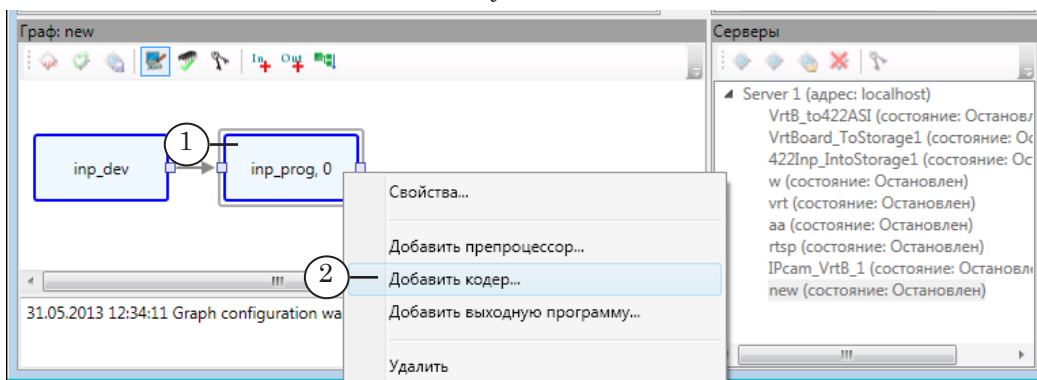 Граф: new
In Out
1
inp_dev
inp_prog, 0
Свойства...
Добавить препроцессор...
2
Добавить кодер...
Добавить выходную программу...
Удалить
31.05.2013 12:34:11 Graph configuration wa
Серверы
Server 1 (адрес: localhost)
VrtB_to422ASI (состояние: Останов
VrtBoard_ToStorage1 (состояние: Ос
422Inp_IntoStorage1 (состояние: Ос
w (состояние: Остановлен)
vrt (состояние: Остановлен)
aa (состояние: Остановлен)
rtsp (состояние: Остановлен)
IPcam_VrtB_1 (состояние: Остановл
new (состояние: Остановлен)